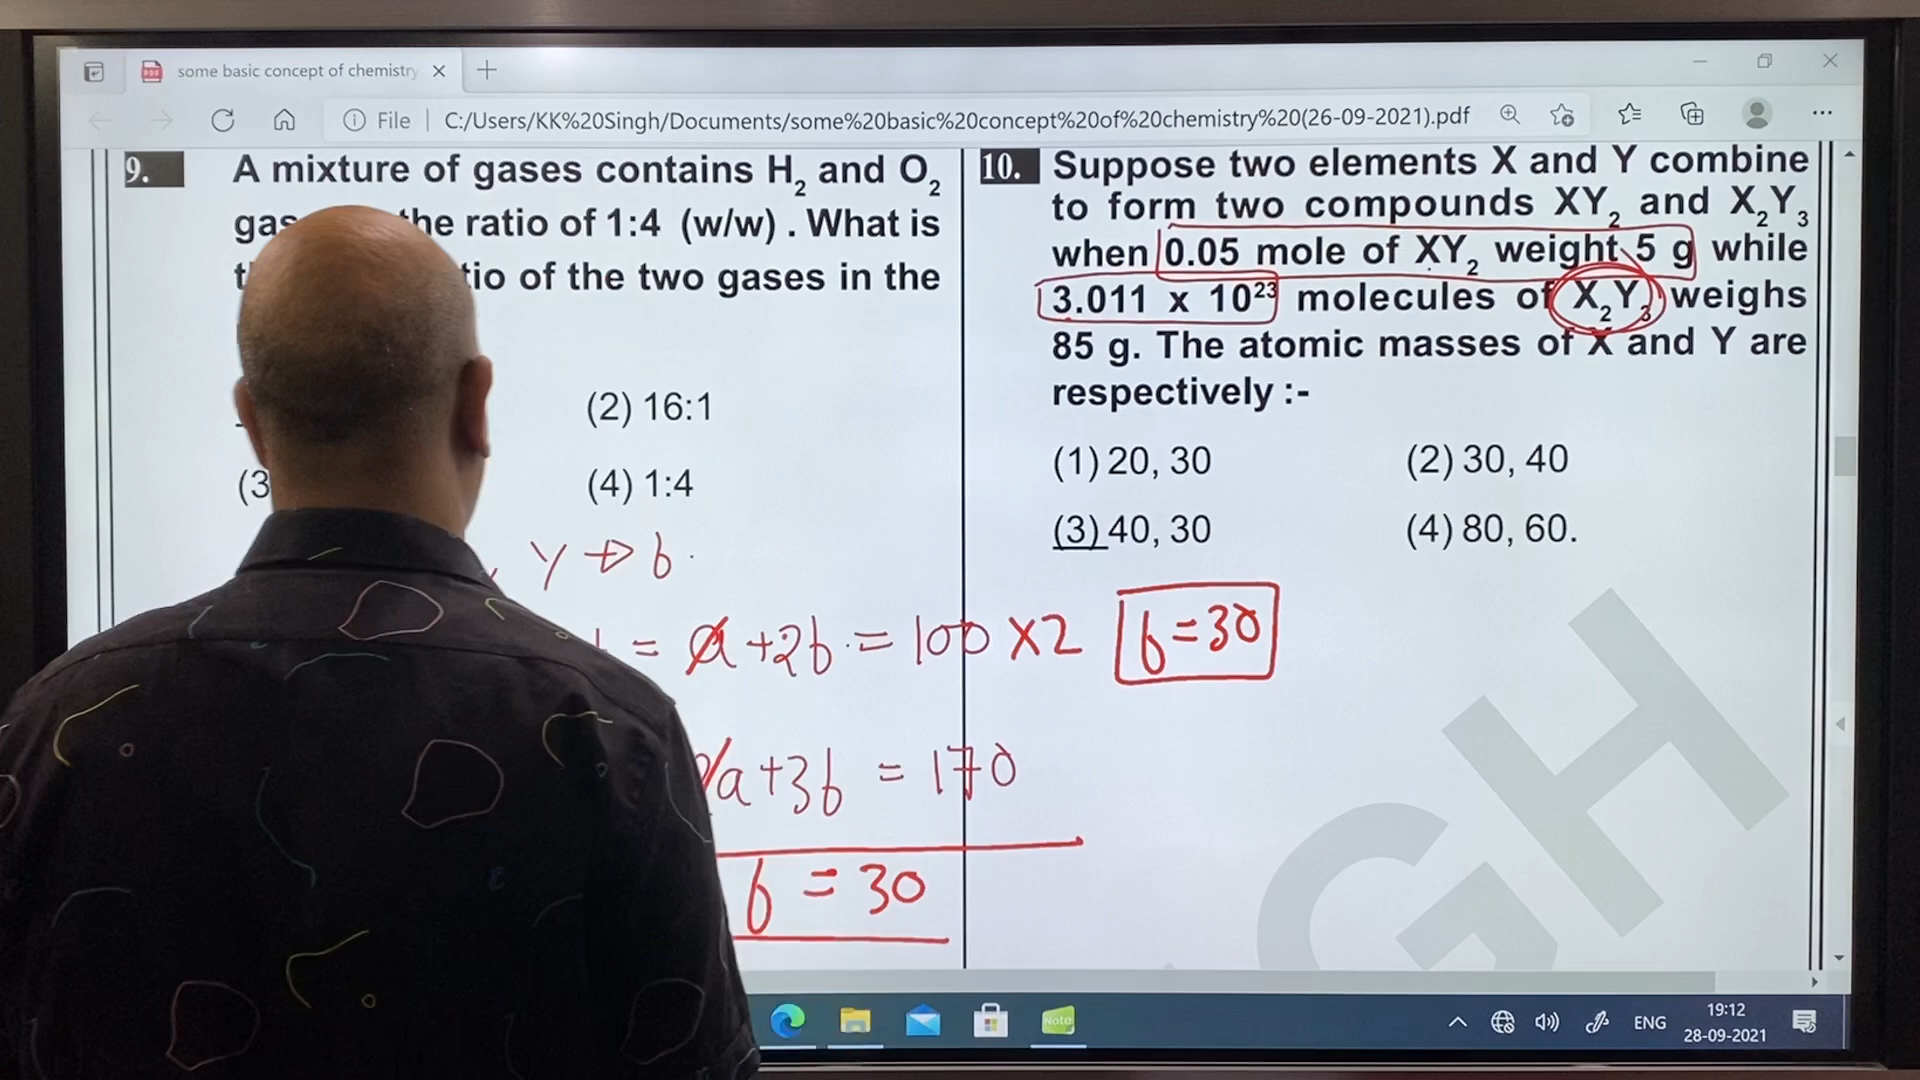 some basic concept of chemistry
File
C:/Users/KK%20Singh/Documents/some%20basic%20concept%20of%20chemistry%20(26-09-2021).pdf
9.
A mixture of gases contains H2 and O2
he ratio of 1:4 (w/w) . What is
tio of the two gases in the
(2) 16:1
(3
(4) 1:4
10. Suppose two elements X and Y combine
to form two compounds XY2 and X2Y3
when 0.05 mole of XY2 weight 5 g while
3.011 x 10²³ molecules of X2Y3 weighs
85 g. The atomic masses of X and Y are
respectively :-
(1) 20, 30
(2) 30, 40
(3) 40, 30
(4) 80, 60.
Y → b
= a +2b = 100 ×2
b=30
2a+3b = 170
b = 30
GH
Note
ENG
19:12
28-09-2021